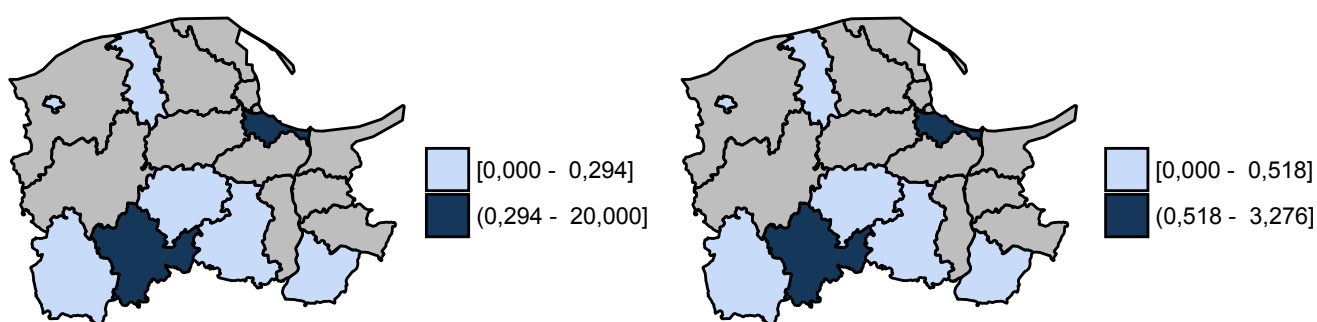 [0,000 -  0,294]
(0,294 -  20,000]
[0,000 -  0,518]
(0,518 -  3,276]